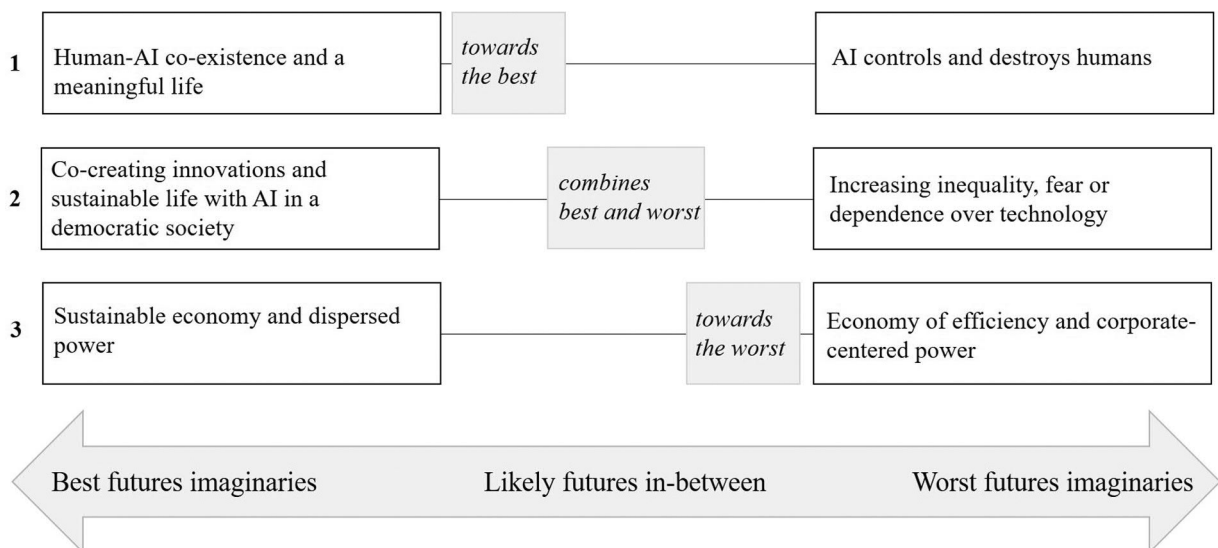 1
Human-AI co-existence and a
meaningful life
towards
the best
AI controls and destroys humans
2
Co-creating innovations and
sustainable life with AI in a
democratic society
combines
best and worst
Increasing inequality, fear or
dependence over technology
3
Sustainable economy and dispersed
power
towards
the worst
Economy of efficiency and corporate-
centered power
Best futures imaginaries
Likely futures in-between
Worst futures imaginaries